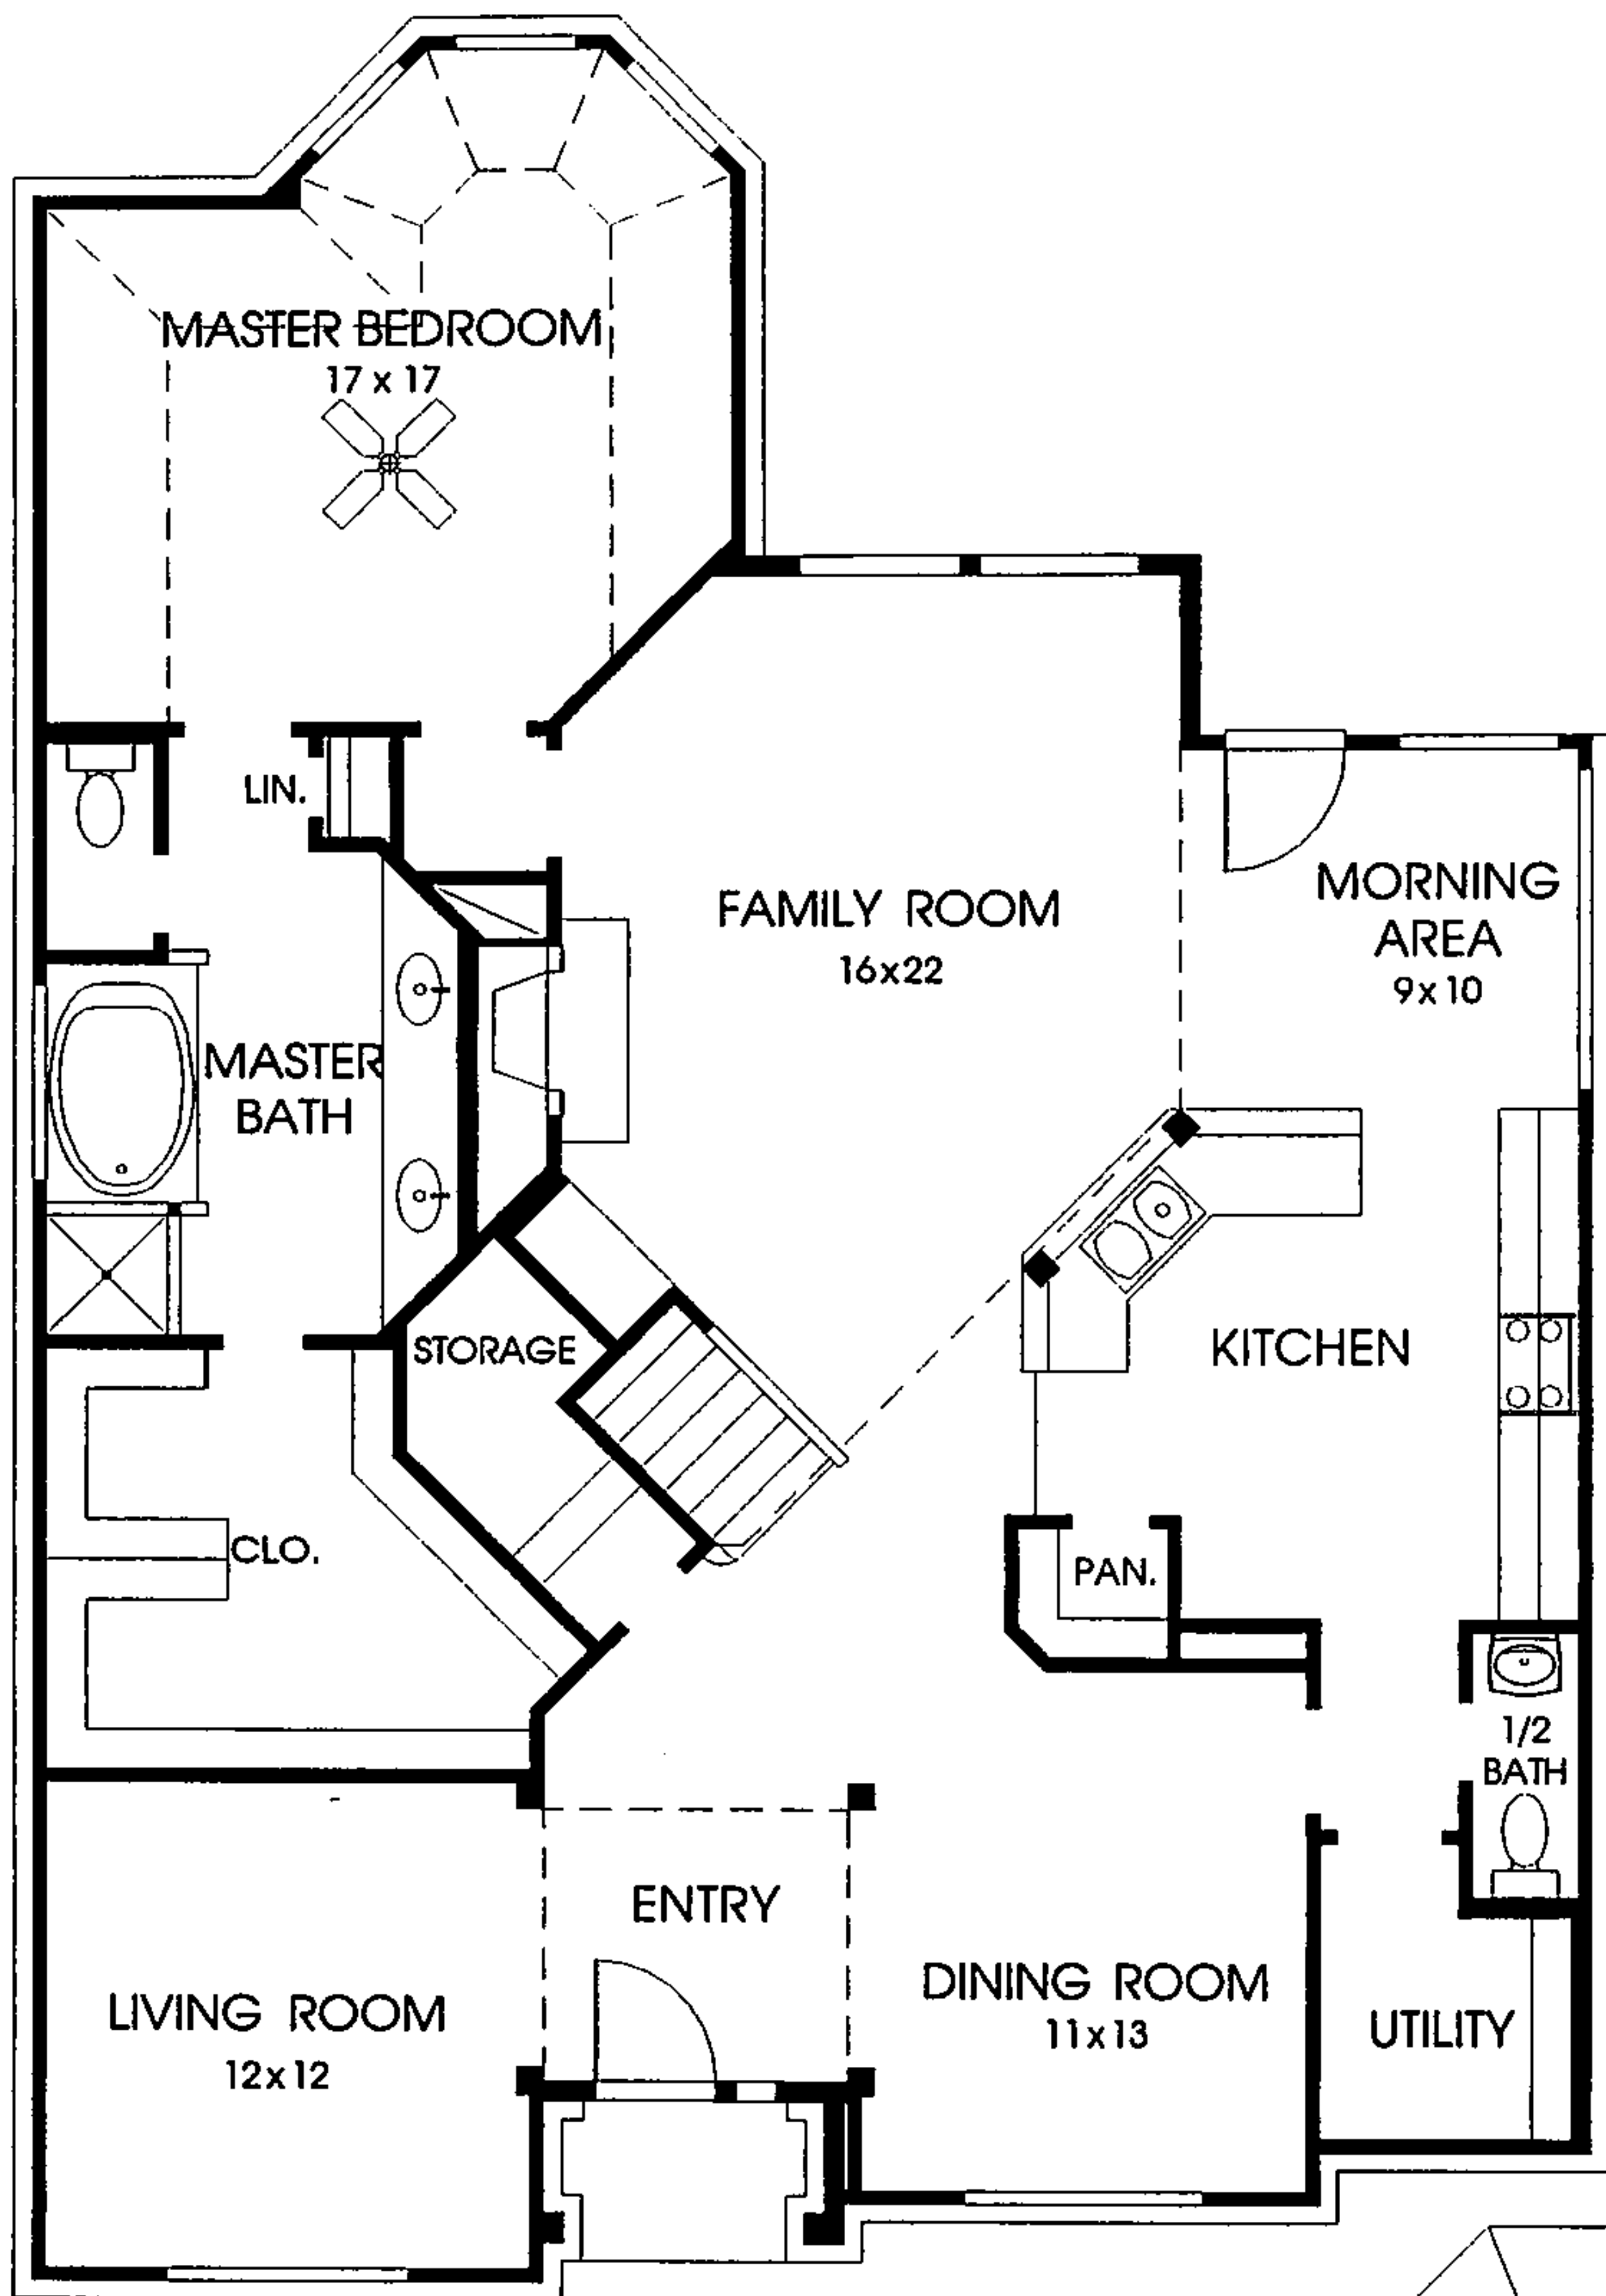 MASTER BEDROOM
17 x 17
LIN.
FAMILY ROOM
16x22
MORNING
AREA
9x10
MASTER
BATH
STORAGE
KITCHEN
CLO.
PAN.
1/2
BATH
ENTRY
DINING ROOM
11x13
LIVING ROOM
12x12
UTILITY